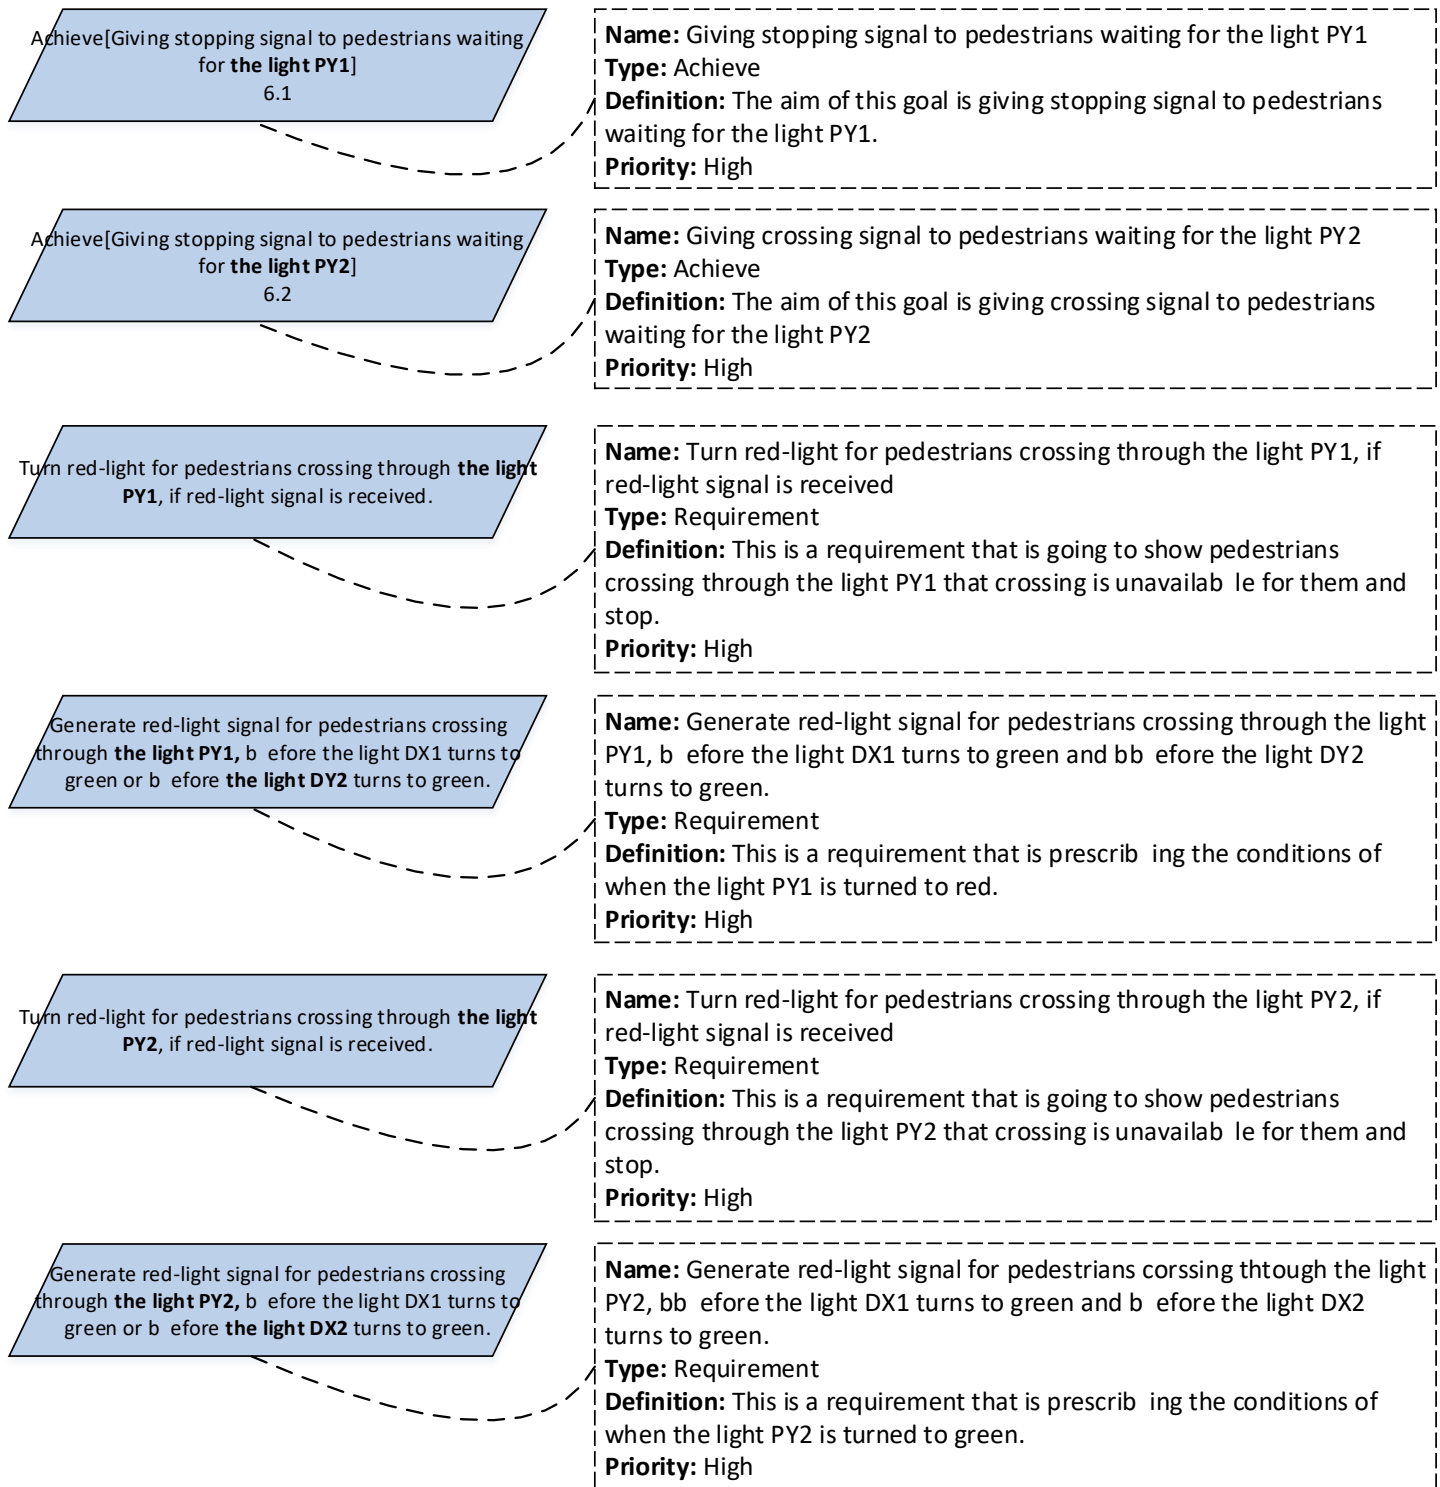 Achieve[Giving stopping signal to pedestrians waiting
for the light PY1]
6.1
Name: Giving stopping signal to pedestrians waiting for the light PY1
Type: Achieve
Definition: The aim of this goal is giving stopping signal to pedestrians
waiting for the light PY1.
Priority: High
Achieve[Giving stopping signal to pedestrians waiting
for the light PY2]
6.2
Name: Giving crossing signal to pedestrians waiting for the light PY2
Type: Achieve
Definition: The aim of this goal is giving crossing signal to pedestrians
waiting for the light PY2
Priority: High
Turn red-light for pedestrians crossing through the light
PY1, if red-light signal is received.
Name: Turn red-light for pedestrians crossing through the light PY1, if
red-light signal is received
Type: Requirement
Definition: This is a requirement that is going to show pedestrians
crossing through the light PY1 that crossing is unavailab le for them and
stop.
Priority: High
Generate red-light signal for pedestrians crossing
through the light PY1, b efore the light DX1 turns to
green or b efore the light DY2 turns to green.
Name: Generate red-light signal for pedestrians crossing through the light
PY1, b efore the light DX1 turns to green and bb efore the light DY2
turns to green.
Type: Requirement
Definition: This is a requirement that is prescrib ing the conditions of
when the light PY1 is turned to red.
Priority: High
Turn red-light for pedestrians crossing through the light
PY2, if red-light signal is received.
Name: Turn red-light for pedestrians crossing through the light PY2, if
red-light signal is received
Type: Requirement
Definition: This is a requirement that is going to show pedestrians
crossing through the light PY2 that crossing is unavailab le for them and
stop.
Priority: High
Generate red-light signal for pedestrians crossing
through the light PY2, b efore the light DX1 turns to
green or b efore the light DX2 turns to green.
Name: Generate red-light signal for pedestrians corssing thtough the light
PY2, bb efore the light DX1 turns to green and b efore the light DX2
turns to green.
Type: Requirement
Definition: This is a requirement that is prescrib ing the conditions of
when the light PY2 is turned to green.
Priority: High